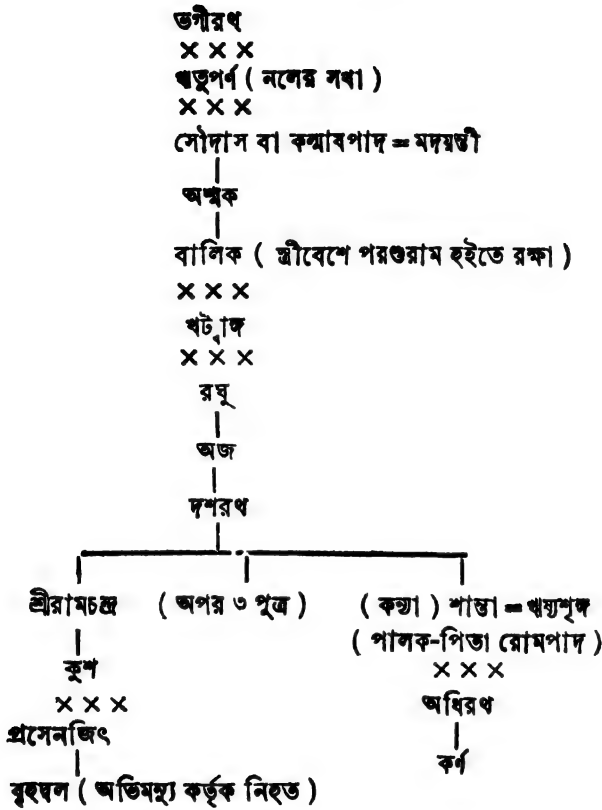 ভগীরথ
× × ×
ঋতুপর্ণ ( নলের সখা )
× × ×
সৌদাস বা কল্মাষপাদ = মদয়ন্তী
অশ্মক
বালিক ( স্ত্রীবেশে পরশুরাম হইতে রক্ষা )
× × ×
খট্বাঙ্গ
× × ×
রঘু
অজ
দশরথ
শ্রীরামচন্দ্র ( অপর ৩ পুত্র ) ( কন্যা ) শান্তা = ঋষ্যশৃঙ্গ
( পালক-পিতা রোমপাদ )
কুশ × × ×
× × × অধিরথ
প্রসেনজিৎ
কর্ণ
বৃহদ্বল ( অভিমন্যু কর্তৃক নিহত )